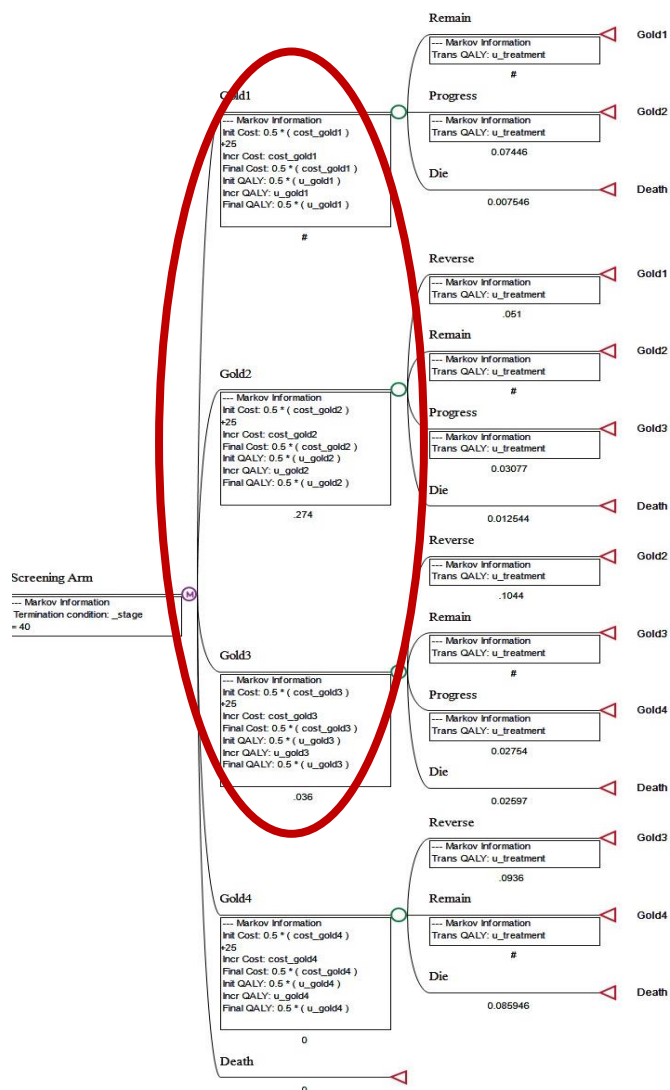 Remain
--- Markov Information
Trans QALY: u_treatment
#
Gold1
Gold1
--- Markov Information
Init Cost: 0.5 * ( cost_gold1 )
+25
Incr Cost: cost_gold1
Final Cost: 0.5 * ( cost_gold1 )
Init QALY: 0.5 * ( u_gold1 )
Incr QALY: u_gold1
Final QALY: 0.5 * ( u_gold1 )
#
Progress
--- Markov Information
Trans QALY: u_treatment
0.07446
Gold2
Die
0.007546
Death
Reverse
--- Markov Information
Trans QALY: u_treatment
.051
Gold1
Remain
--- Markov Information
Trans QALY: u_treatment
#
Gold2
Gold2
--- Markov Information
Init Cost: 0.5 * ( cost_gold2 )
+25
Incr Cost: cost_gold2
Final Cost: 0.5 * ( cost_gold2 )
Init QALY: 0.5 * ( u_gold2 )
Incr QALY: u_gold2
Final QALY: 0.5 * ( u_gold2 )
.274
Progress
--- Markov Information
Trans QALY: u_treatment
0.03077
Gold3
Die
0.012544
Death
Reverse
--- Markov Information
Trans QALY: u_treatment
.1044
Gold2
Screening Arm
M
--- Markov Information
Termination condition: _stage
= 40
Remain
--- Markov Information
Trans QALY: u_treatment
#
Gold3
Gold3
--- Markov Information
Init Cost: 0.5 * ( cost_gold3 )
+25
Incr Cost: cost_gold3
Final Cost: 0.5 * ( cost_gold3 )
Init QALY: 0.5 * ( u_gold3 )
Incr QALY: u_gold3
Final QALY: 0.5 * ( u_gold3 )
.036
Progress
--- Markov Information
Trans QALY: u_treatment
0.02754
Gold4
Die
0.02597
Death
Reverse
--- Markov Information
Trans QALY: u_treatment
.0936
Gold3
Gold4
--- Markov Information
Init Cost: 0.5 * ( cost_gold4 )
+25
Incr Cost: cost_gold4
Final Cost: 0.5 * ( cost_gold4 )
Init QALY: 0.5 * ( u_gold4 )
Incr QALY: u_gold4
Final QALY: 0.5 * ( u_gold4 )
0
Remain
--- Markov Information
Trans QALY: u_treatment
#
Gold4
Die
0.085946
Death
Death